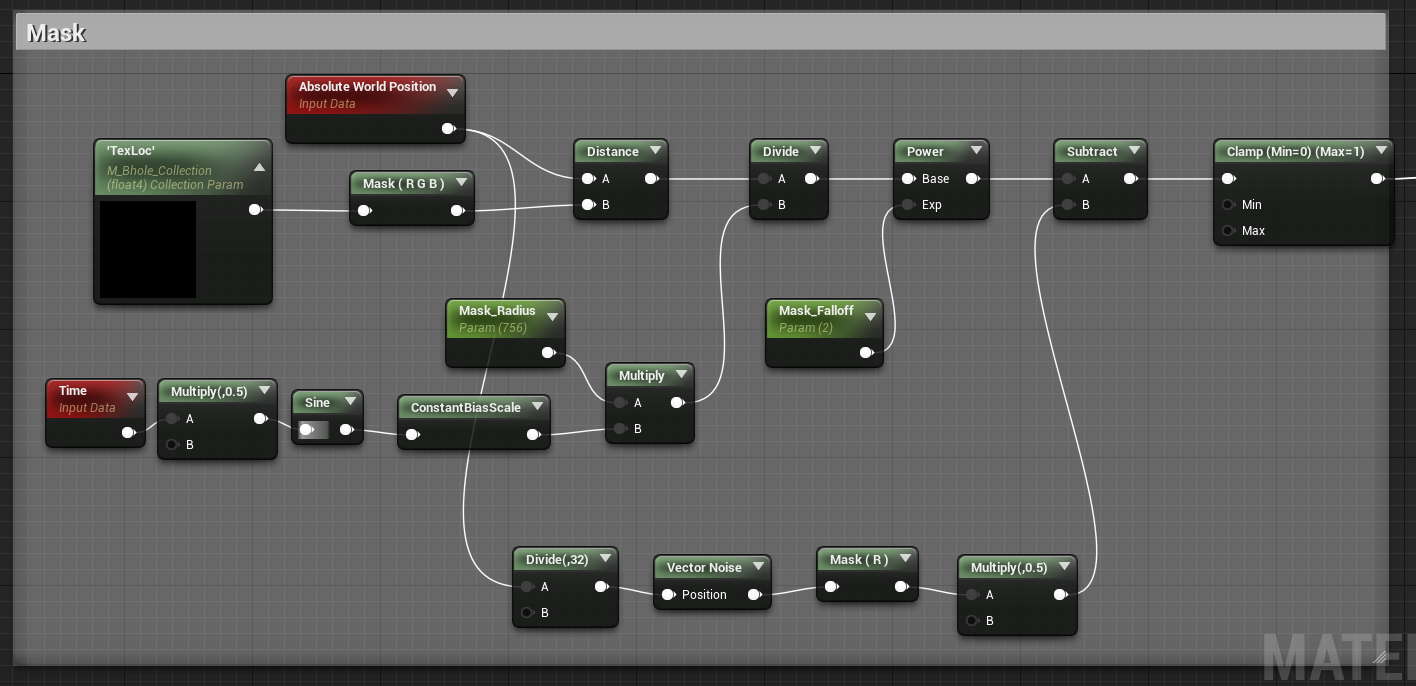 Mask
Absolute World Position
Input Data
'TexLoc'
M_Bhole_Collection
(float4) Collection Param
Mask ( R G B )
Distance
A
B
Divide
A
B
Power
Base
Exp
Subtract
A
B
Clamp (Min=0) (Max=1)
Min
Max
Mask_Radius
Param (756)
Mask_Falloff
Param (2)
Time
Input Data
Multiply(,0.5)
A
B
Sine
ConstantBiasScale
Multiply
A
B
Divide(,32)
A
B
Vector Noise
Position
Mask ( R )
Multiply(,0.5)
A
B
MATE